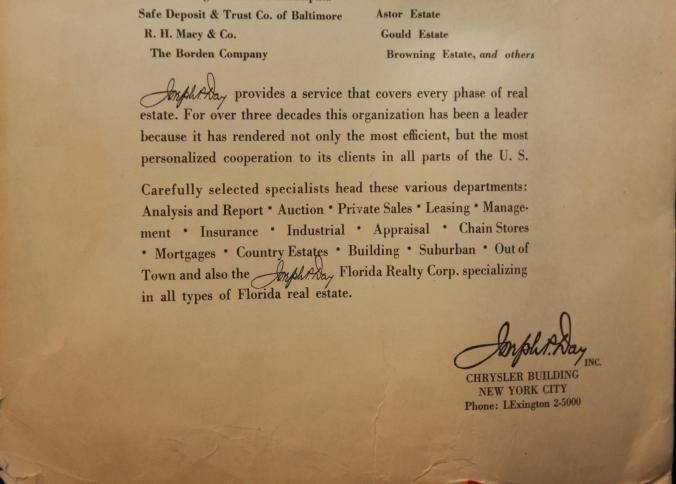 Safe Deposit & Trust Co. of Baltimore
Astor Estate
R. H. Macy & Co.
Gould Estate
The Borden Company
Browning Estate, and others
Joseph P. Day provides a service that covers every phase of real
estate. For over three decades this organization has been a leader
because it has rendered not only the most efficient, but the most
personalized cooperation to its clients in all parts of the U. S.
Carefully selected specialists head these various departments:
Analysis and Report • Auction • Private Sales • Leasing • Manage-
ment • Insurance • Industrial • Appraisal • Chain Stores
• Mortgages • Country Estates • Building • Suburban • Out of
Town and also the Joseph P. Day Florida Realty Corp. specializing
in all types of Florida real estate.
Joseph P. Day INC.
CHRYSLER BUILDING
NEW YORK CITY
Phone: LExington 2-5000